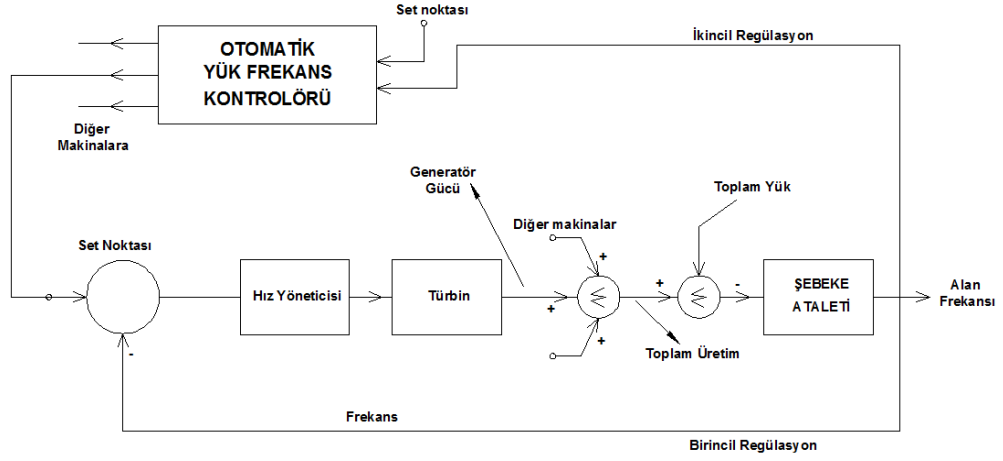 Set noktası
İkincil Regülasyon
OTOMATİK
YÜK FREKANS
KONTROLÖRÜ
Diğer
Makinalara
Generatör
Gücü
Toplam Yük
Diğer makinalar
Set Noktası
+
+
-
Hız Yöneticisi
Türbin
Σ
Σ
ŞEBEKE
ATALETİ
Alan
Frekansı
+
+
-
Toplam Üretim
Frekans
Birincil Regülasyon